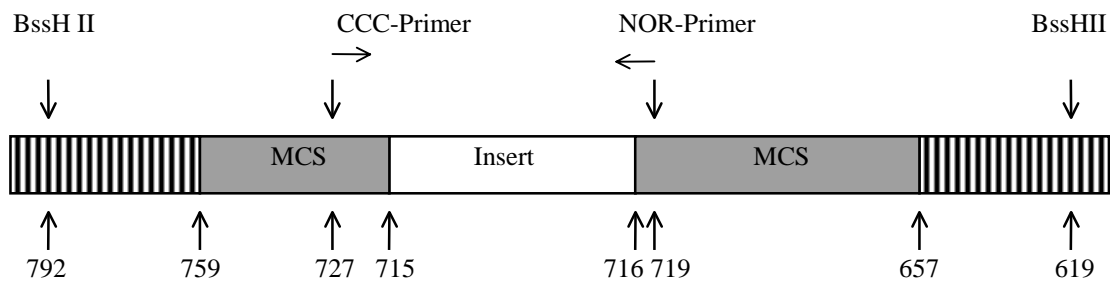 BssH II CCC-Primer NOR-Primer BssHII
MCS Insert MCS
792 759 727 715 716 719 657 619